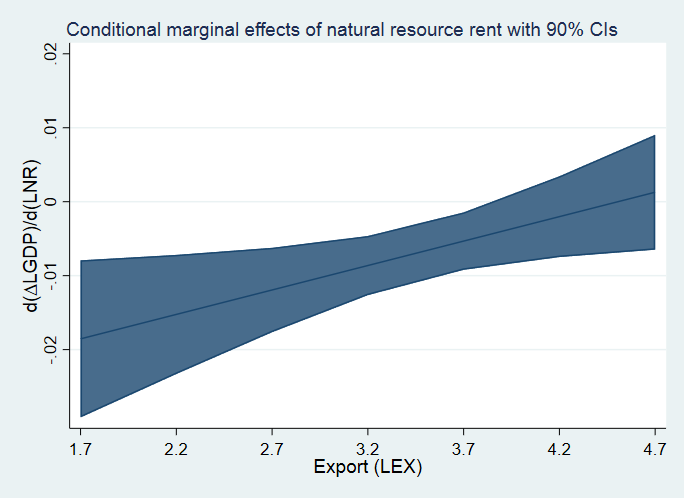 Conditional marginal effects of natural resource rent with 90% CIs
d(ΔLGDP)/d(LNR)
.02
.01
0
-.01
-.02
1.7 2.2 2.7 3.2 3.7 4.2 4.7
Export (LEX)